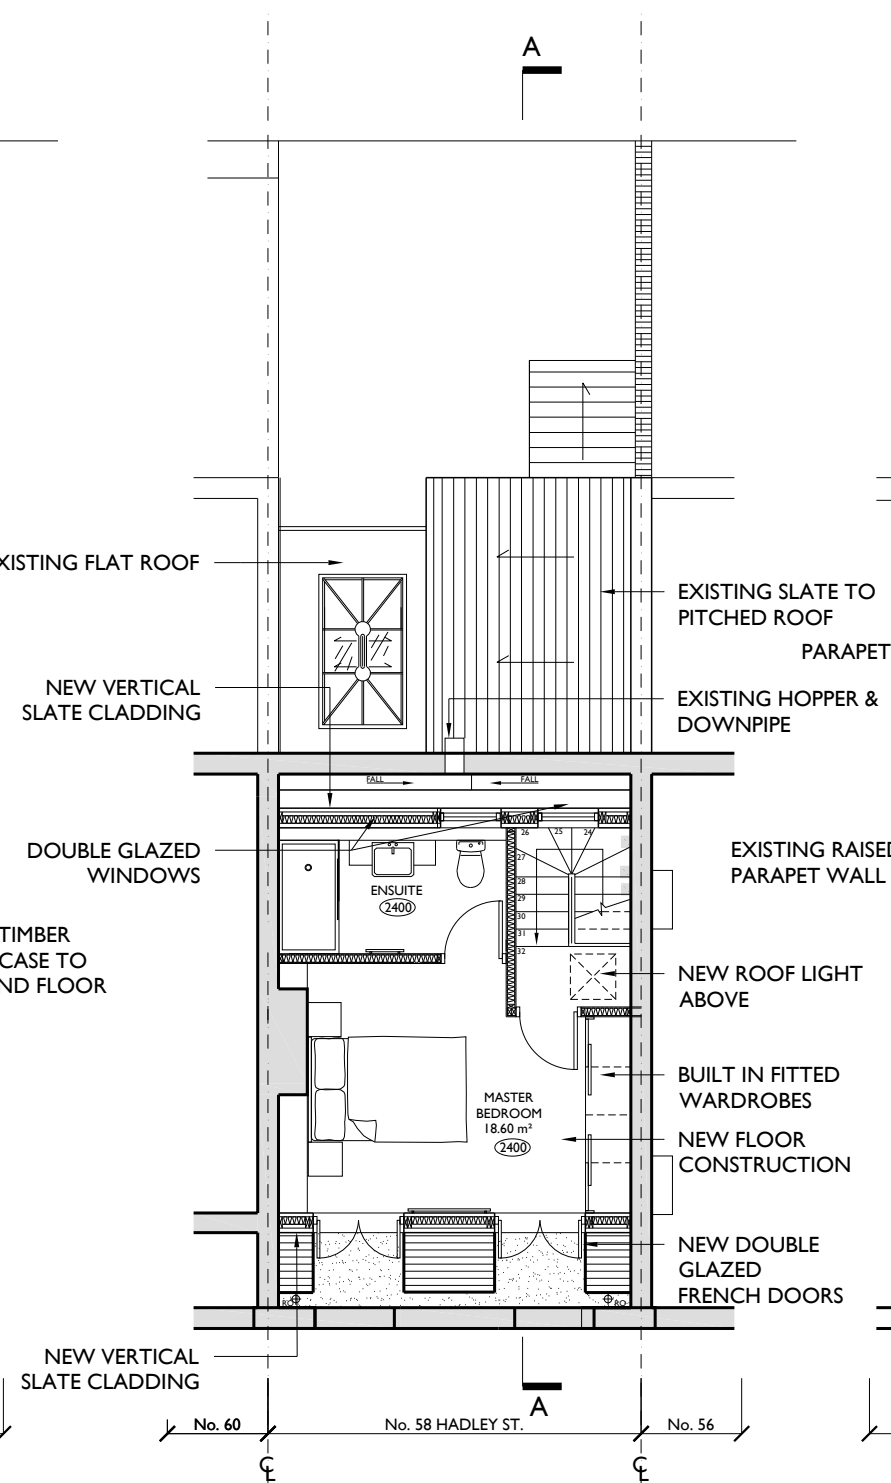 A
XISTING FLAT ROOF
EXISTING SLATE TO
PITCHED ROOF
PARAPET
NEW VERTICAL
SLATE CLADDING
EXISTING HOPPER &
DOWNPIPE
FALL
FALL
DOUBLE GLAZED
WINDOWS
26
25
24
27
28
29
30
31
32
ENSUITE
2400
EXISTING RAISED
PARAPET WALL
TIMBER
CASE TO
ND FLOOR
NEW ROOF LIGHT
ABOVE
BUILT IN FITTED
WARDROBES
MASTER
BEDROOM
18.60 m²
2400
NEW FLOOR
CONSTRUCTION
NEW DOUBLE
GLAZED
FRENCH DOORS
RO
RO
NEW VERTICAL
SLATE CLADDING
A
No. 60
No. 58 HADLEY ST.
No. 56
℄
℄